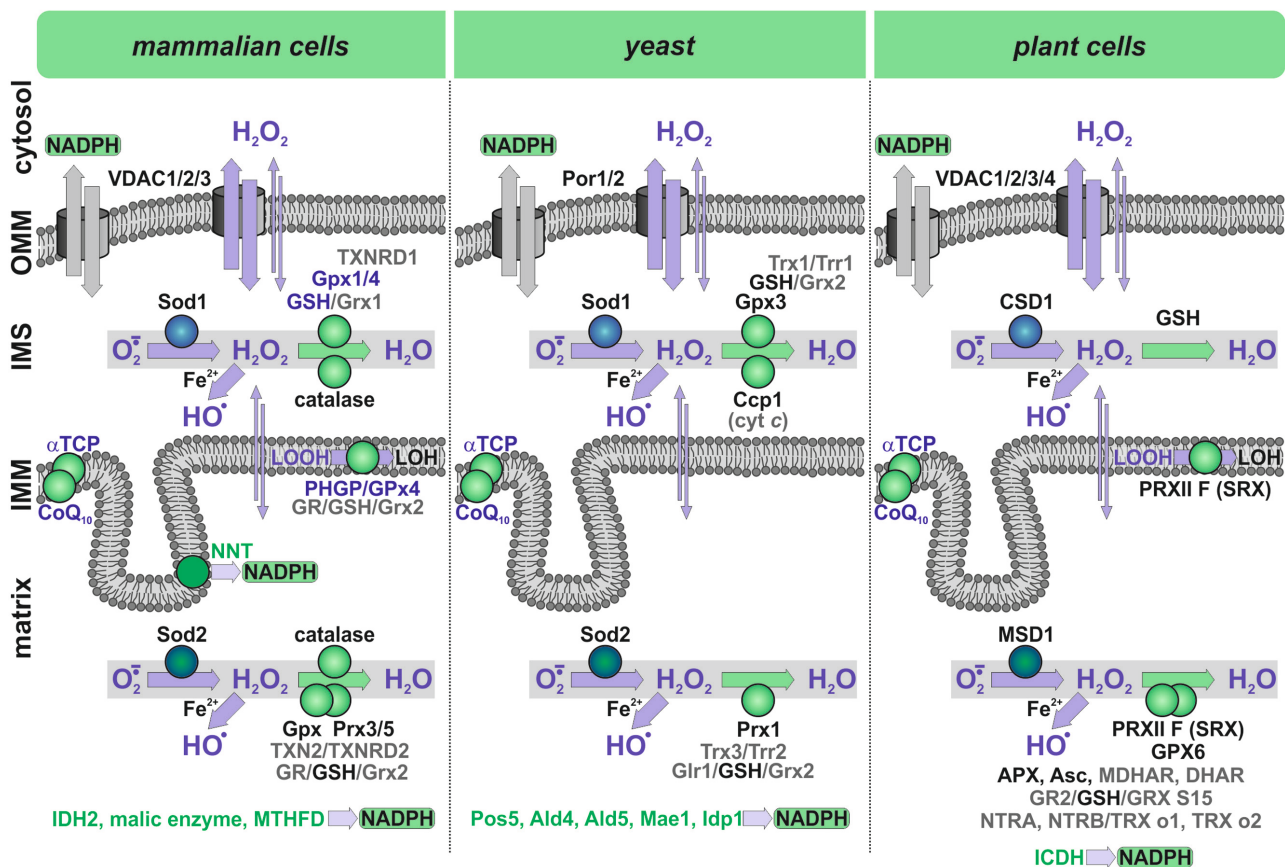 mammalian cells
yeast
plant cells
cytosol
OMM
IMS
IMM
matrix
H₂O₂
NADPH
VDAC1/2/3
TXNRD1
Gpx1/4
GSH/Grx1
Sod1
O₂•̄
H₂O₂
H₂O
Fe²⁺
HO•
catalase
αTCP
CoQ₁₀
LOOH
LOH
PHGP/GPx4
GR/GSH/Grx2
NNT
NADPH
Sod2
catalase
O₂•̄
H₂O₂
H₂O
Fe²⁺
HO•
Gpx Prx3/5
TXN2/TXNRD2
GR/GSH/Grx2
IDH2, malic enzyme, MTHFD
NADPH
H₂O₂
NADPH
Por1/2
Trx1/Trr1
GSH/Grx2
Sod1
Gpx3
O₂•̄
H₂O₂
H₂O
Fe²⁺
HO•
Ccp1
(cyt c)
αTCP
CoQ₁₀
Sod2
O₂•̄
H₂O₂
H₂O
Fe²⁺
HO•
Prx1
Trx3/Trr2
Glr1/GSH/Grx2
Pos5, Ald4, Ald5, Mae1, Idp1
NADPH
H₂O₂
NADPH
VDAC1/2/3/4
CSD1
GSH
O₂•̄
H₂O₂
H₂O
Fe²⁺
HO•
αTCP
CoQ₁₀
LOOH
LOH
PRXII F (SRX)
MSD1
O₂•̄
H₂O₂
H₂O
Fe²⁺
HO•
PRXII F (SRX)
GPX6
APX, Asc, MDHAR, DHAR
GR2/GSH/GRX S15
NTRA, NTRB/TRX o1, TRX o2
ICDH
NADPH